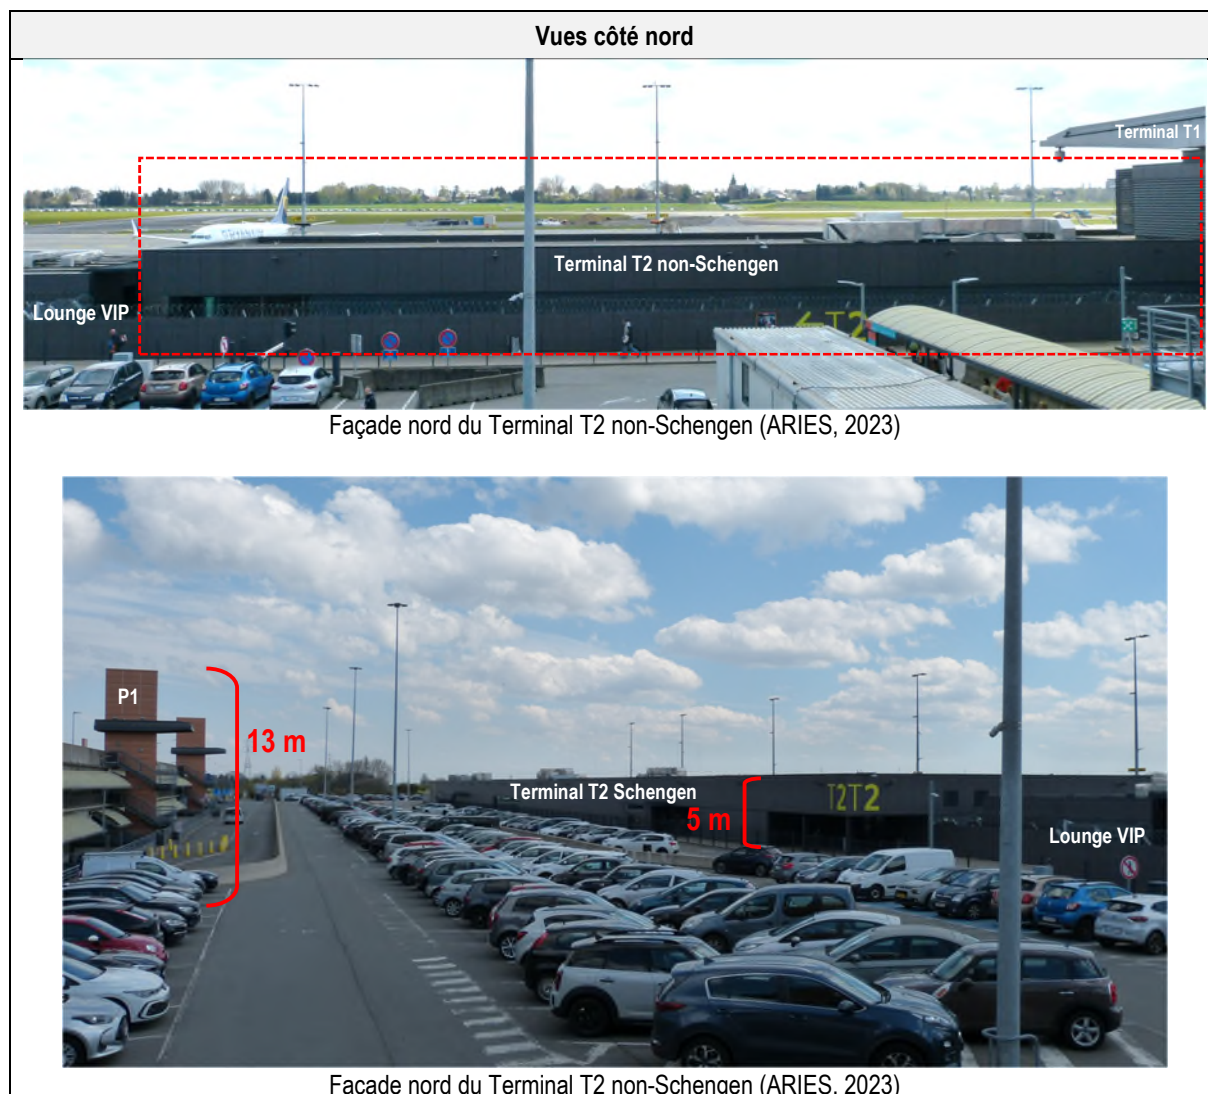 Vues côté nord
Terminal T1
Terminal T2 non-Schengen
Lounge VIP
←T2
Façade nord du Terminal T2 non-Schengen (ARIES, 2023)
P1
13 m
Terminal T2 Schengen
T2T2
5 m
Lounge VIP
Façade nord du Terminal T2 non-Schengen (ARIES, 2023)